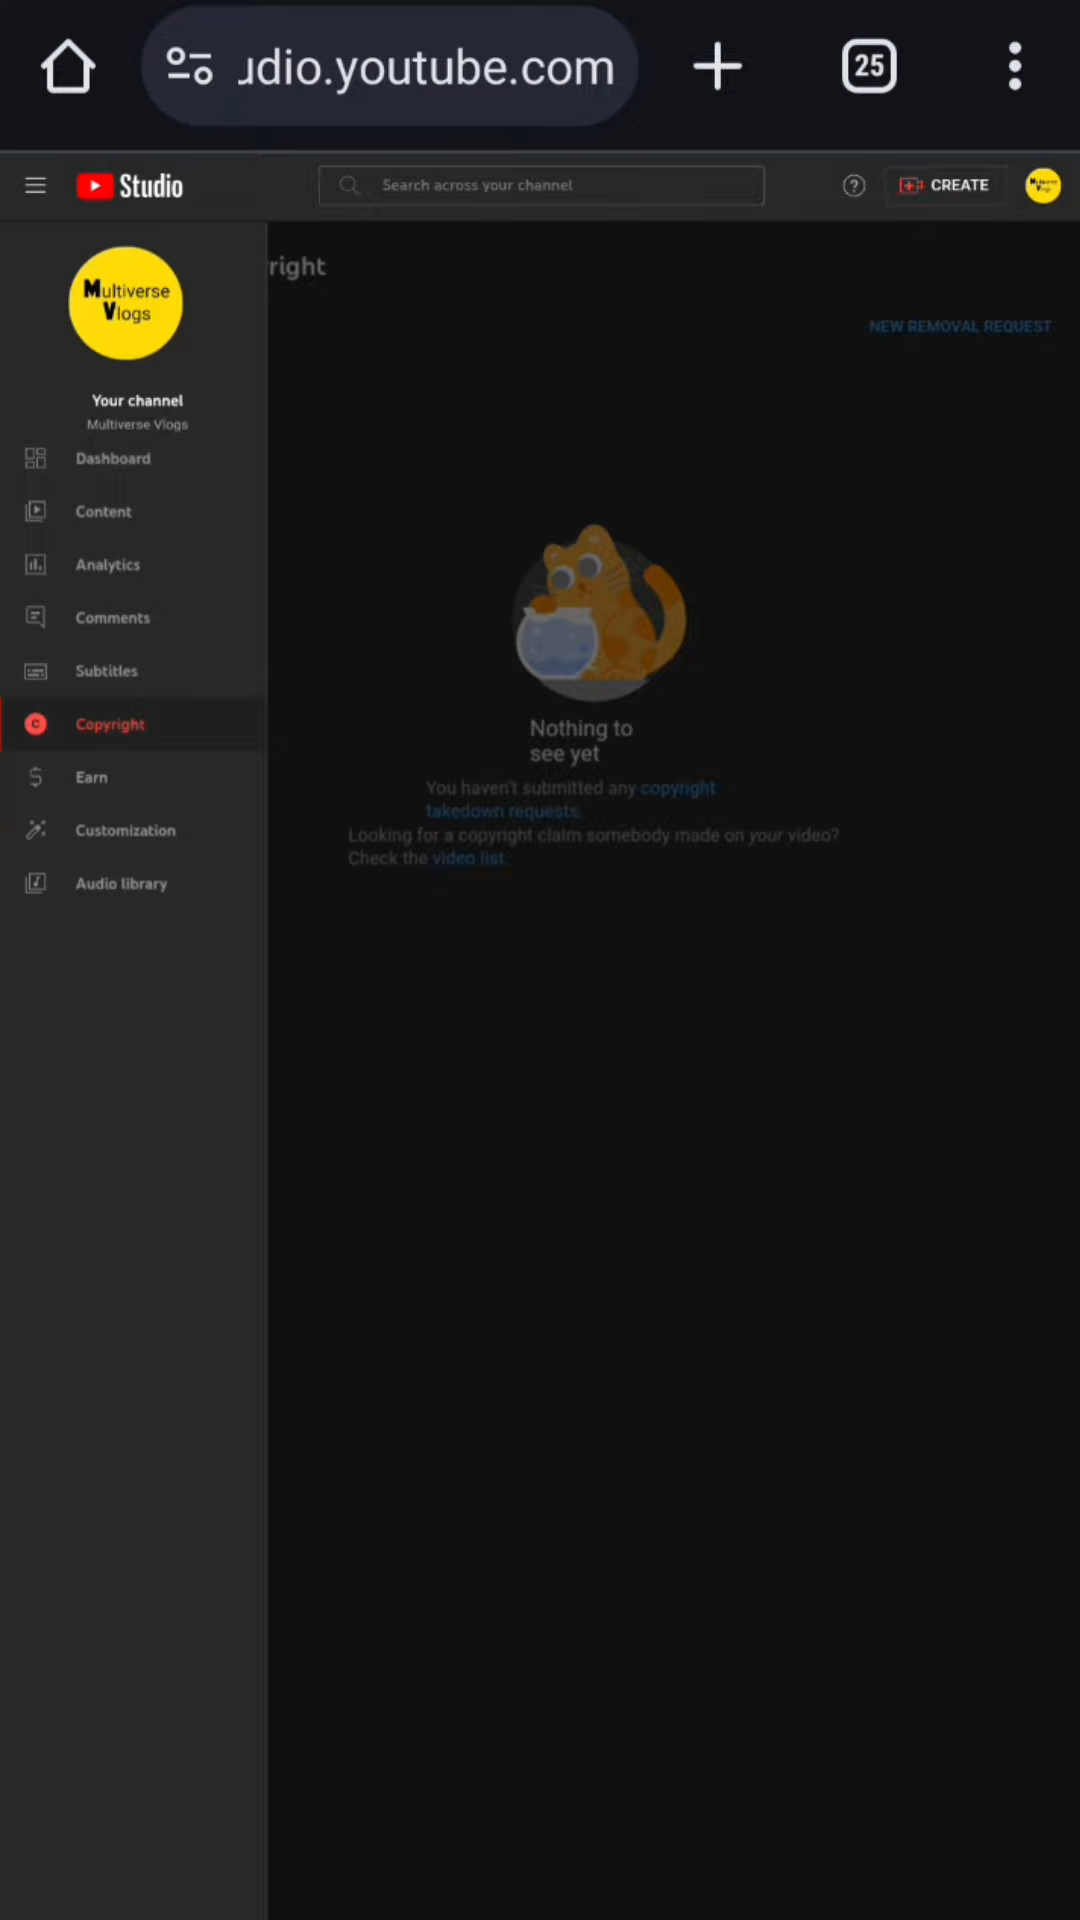 udio.youtube.com
25
Studio
Search across your channel
?
CREATE
Multiverse
Vlogs
right
NEW REMOVAL REQUEST
Your channel
Multiverse Vlogs
Dashboard
Content
Analytics
Comments
Subtitles
C
Copyright
Earn
Customization
Audio library
Nothing to
see yet
You haven't submitted any copyright
takedown requests.
Looking for a copyright claim somebody made on your video?
Check the video list.